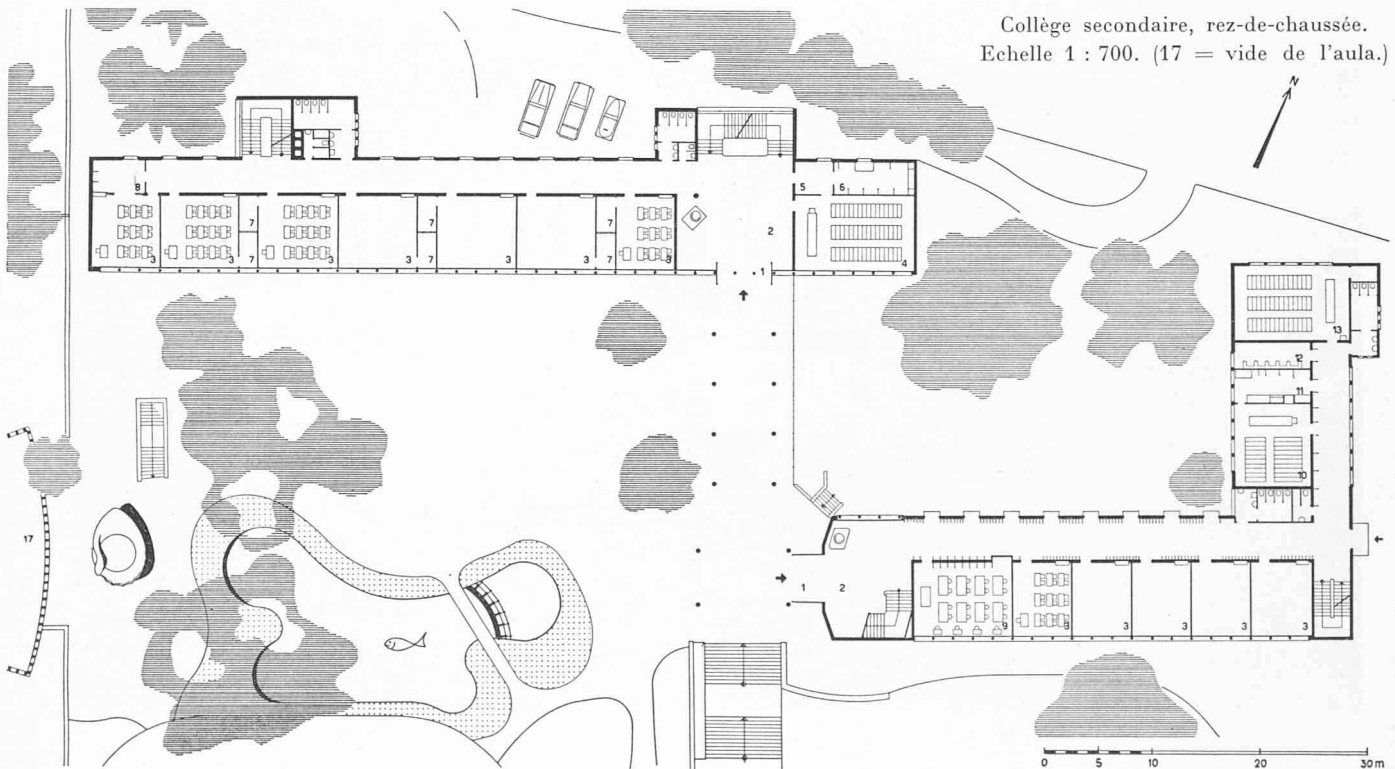 Collège secondaire, rez-de-chaussée.
Echelle 1 : 700. (17 = vide de l'aula.)
N
8
5 6
7 7 7
2
3 3 3 3 3 3 3 4
7 7 7
1
13
12
11
10
17
1 2
9 3 3 3 3 3
0 5 10 20 30 m